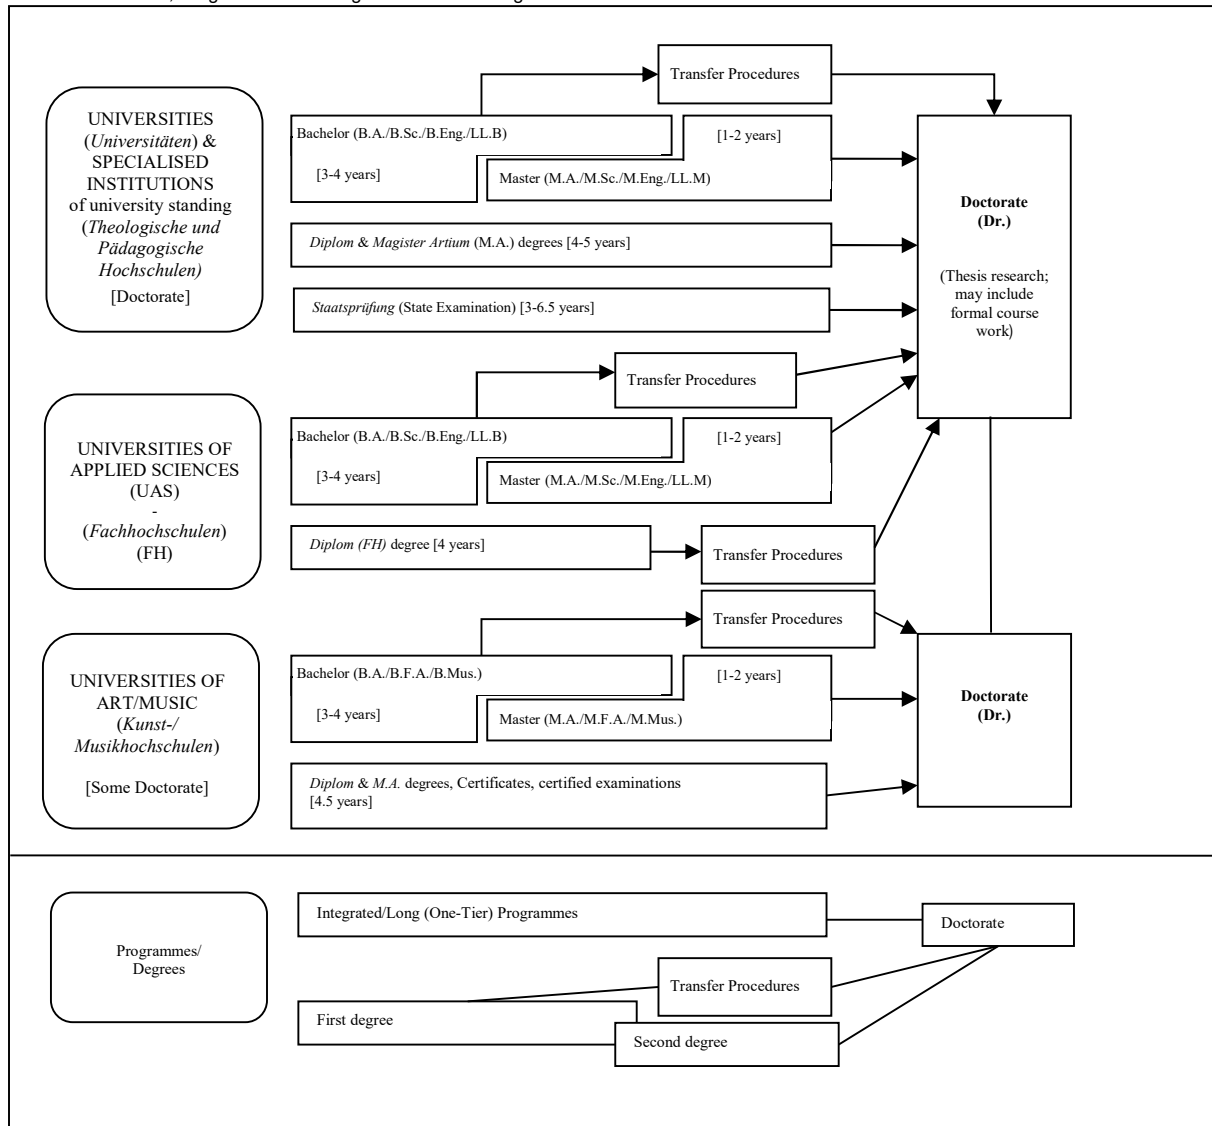 Transfer Procedures
UNIVERSITIES
(Universitäten) &
SPECIALISED
INSTITUTIONS
of university standing
(Theologische und
Pädagogische
Hochschulen)
[Doctorate]
Bachelor (B.A./B.Sc./B.Eng./LL.B)
[3-4 years]
[1-2 years]
Master (M.A./M.Sc./M.Eng./LL.M)
Diplom & Magister Artium (M.A.) degrees [4-5 years]
Staatsprüfung (State Examination) [3-6.5 years]
Doctorate
(Dr.)
(Thesis research;
may include
formal course
work)
Transfer Procedures
UNIVERSITIES OF
APPLIED SCIENCES
(UAS)
-
(Fachhochschulen)
(FH)
Bachelor (B.A./B.Sc./B.Eng./LL.B)
[3-4 years]
[1-2 years]
Master (M.A./M.Sc./M.Eng./LL.M)
Diplom (FH) degree [4 years]
Transfer Procedures
Transfer Procedures
UNIVERSITIES OF
ART/MUSIC
(Kunst-/
Musikhochschulen)
[Some Doctorate]
Bachelor (B.A./B.F.A./B.Mus.)
[3-4 years]
[1-2 years]
Master (M.A./M.F.A./M.Mus.)
Diplom & M.A. degrees, Certificates, certified examinations
[4.5 years]
Doctorate
(Dr.)
Programmes/
Degrees
Integrated/Long (One-Tier) Programmes
Doctorate
Transfer Procedures
First degree
Second degree